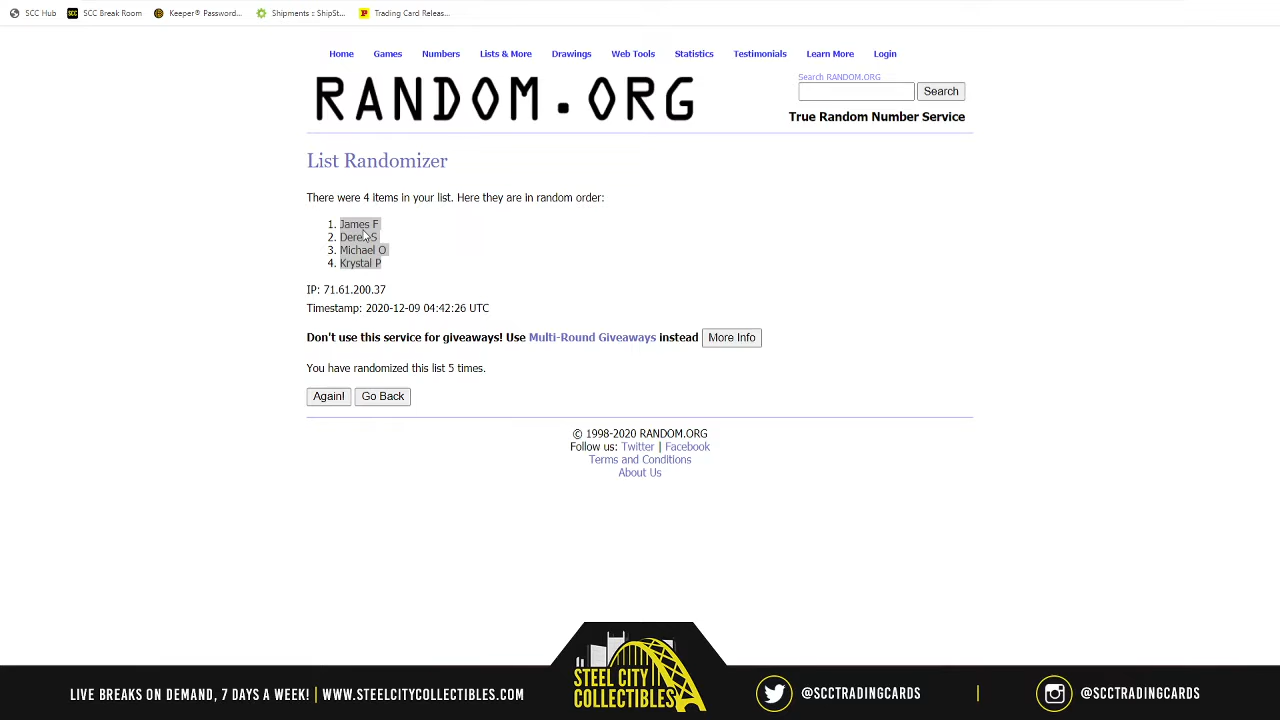 SCC Hub SCC Break Room Keeper® Password... Shipments :: ShipSt... Trading Card Releas...
Home Games Numbers Lists & More Drawings Web Tools Statistics Testimonials Learn More Login
RANDOM.ORG
Search RANDOM.ORG
Search
True Random Number Service
List Randomizer
There were 4 items in your list. Here they are in random order:
1. James F
2. Derek S
3. Michael O
4. Krystal P
IP: 71.61.200.37
Timestamp: 2020-12-09 04:42:26 UTC
Don't use this service for giveaways! Use Multi-Round Giveaways instead More Info
You have randomized this list 5 times.
Again! Go Back
© 1998-2020 RANDOM.ORG
Follow us: Twitter | Facebook
Terms and Conditions
About Us
LIVE BREAKS ON DEMAND, 7 DAYS A WEEK! | WWW.STEELCITYCOLLECTIBLES.COM
STEEL CITY
COLLECTIBLES
@SCCTRADINGCARDS | @SCCTRADINGCARDS